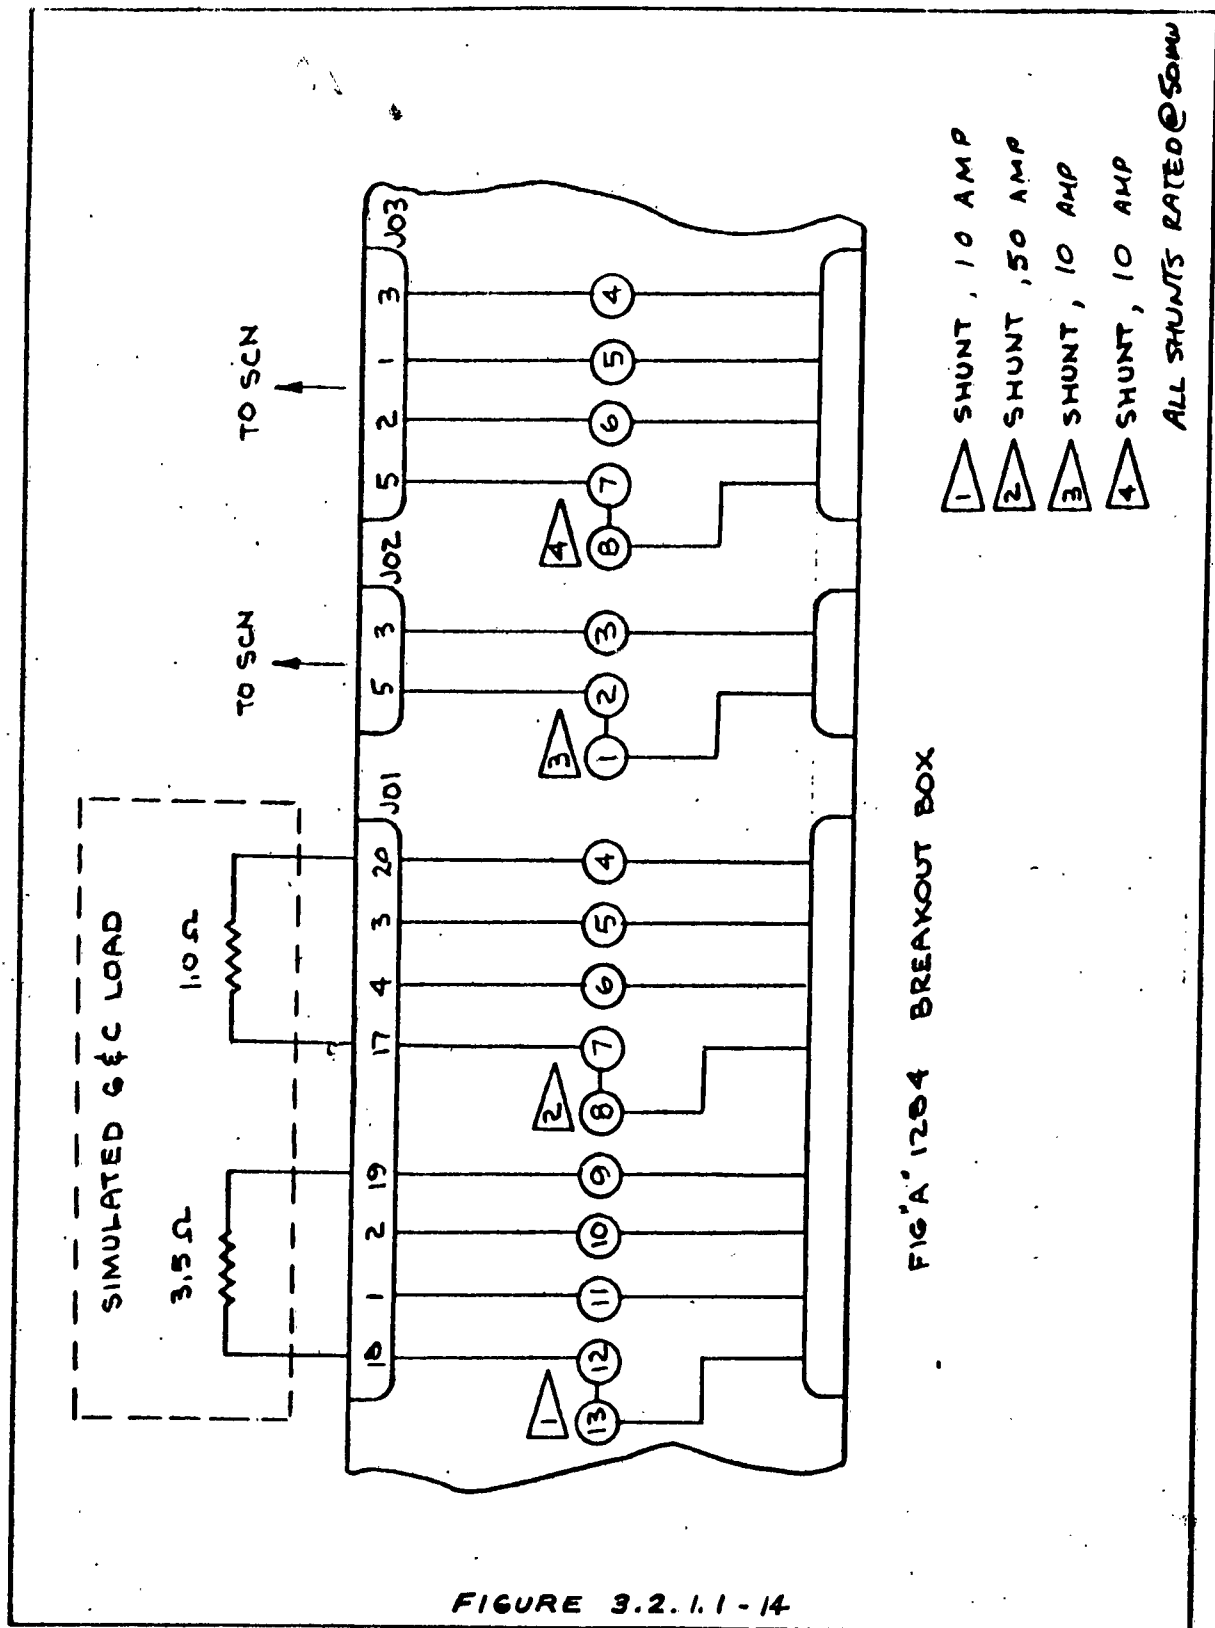 SIMULATED G & C LOAD
3.5Ω 1.0Ω
TO SCN TO SCN
18 1 2 19 17 4 3 20 J01 5 3 J02 5 2 1 3 J03
1 2 3 4
13 12 11 10 9 8 7 6 5 4 1 2 3 8 7 6 5 4
FIG "A" 1284 BREAKOUT BOX
1 SHUNT, 10 AMP
2 SHUNT, 50 AMP
3 SHUNT, 10 AMP
4 SHUNT, 10 AMP
ALL SHUNTS RATED @ 50MV
FIGURE 3.2.1.1-14